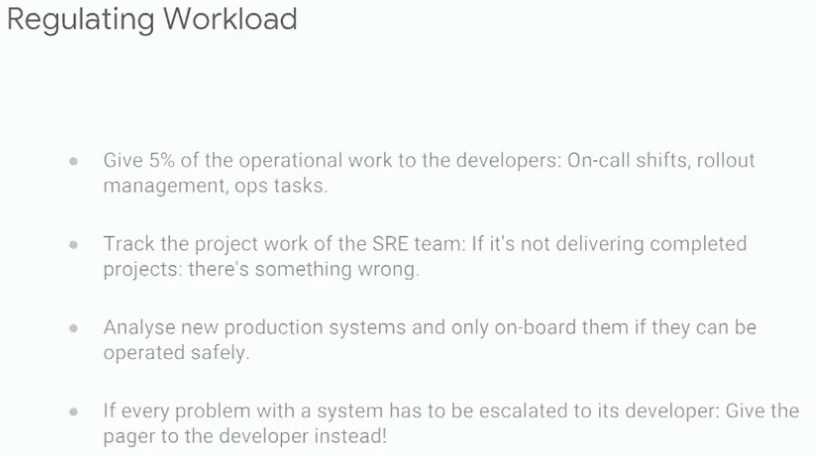 Regulating Workload
● Give 5% of the operational work to the developers: On-call shifts, rollout
management, ops tasks.
● Track the project work of the SRE team: If it's not delivering completed
projects: there's something wrong.
● Analyse new production systems and only on-board them if they can be
operated safely.
● If every problem with a system has to be escalated to its developer: Give the
pager to the developer instead!